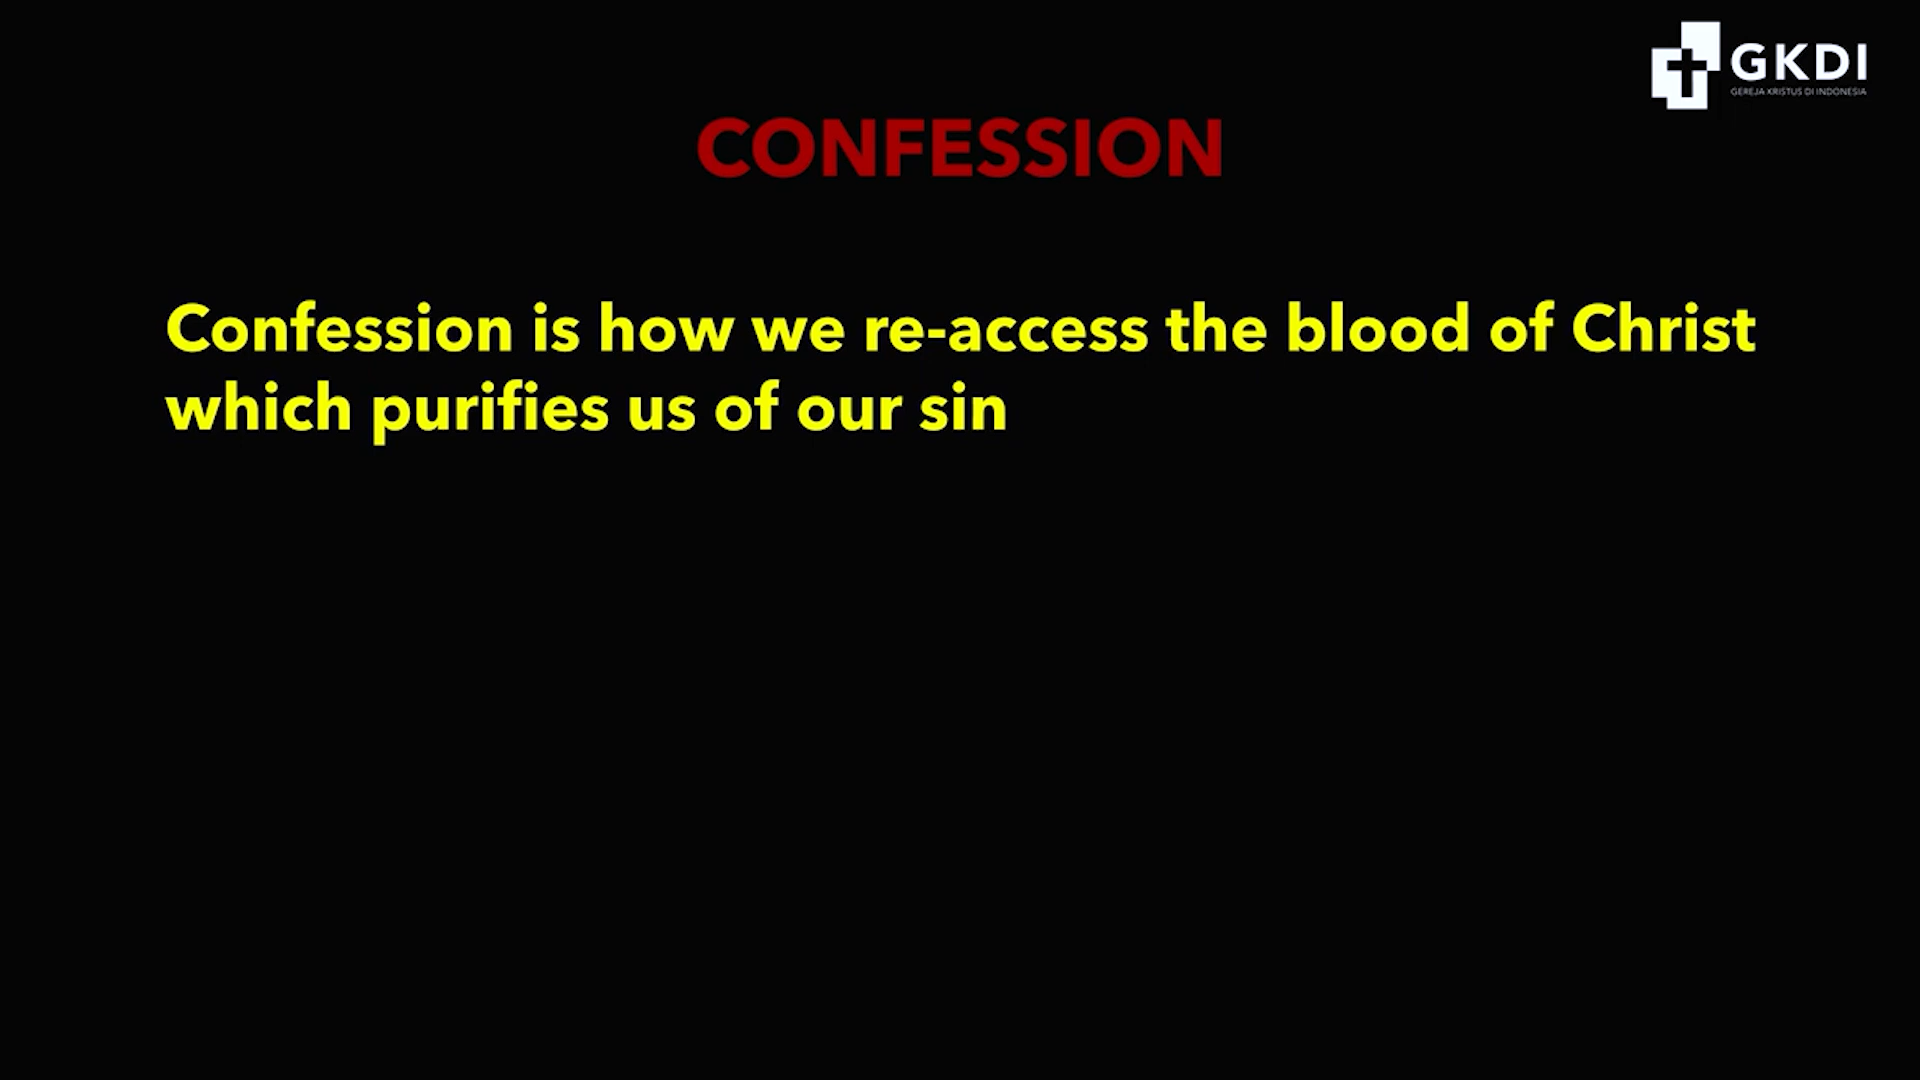 GKDI
GEREJA KRISTUS DI INDONESIA
CONFESSION
Confession is how we re-access the blood of Christ
which purifies us of our sin